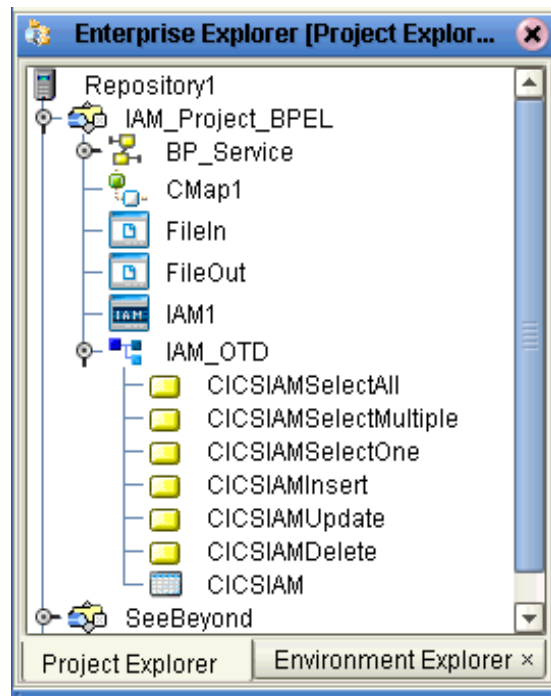 Enterprise Explorer [Project Explor...
Repository1
IAM_Project_BPEL
BP_Service
CMap1
FileIn
FileOut
IAM
IAM1
IAM_OTD
CICSIAMSelectAll
CICSIAMSelectMultiple
CICSIAMSelectOne
CICSIAMInsert
CICSIAMUpdate
CICSIAMDelete
CICSIAM
SeeBeyond
Project Explorer Environment Explorer ×